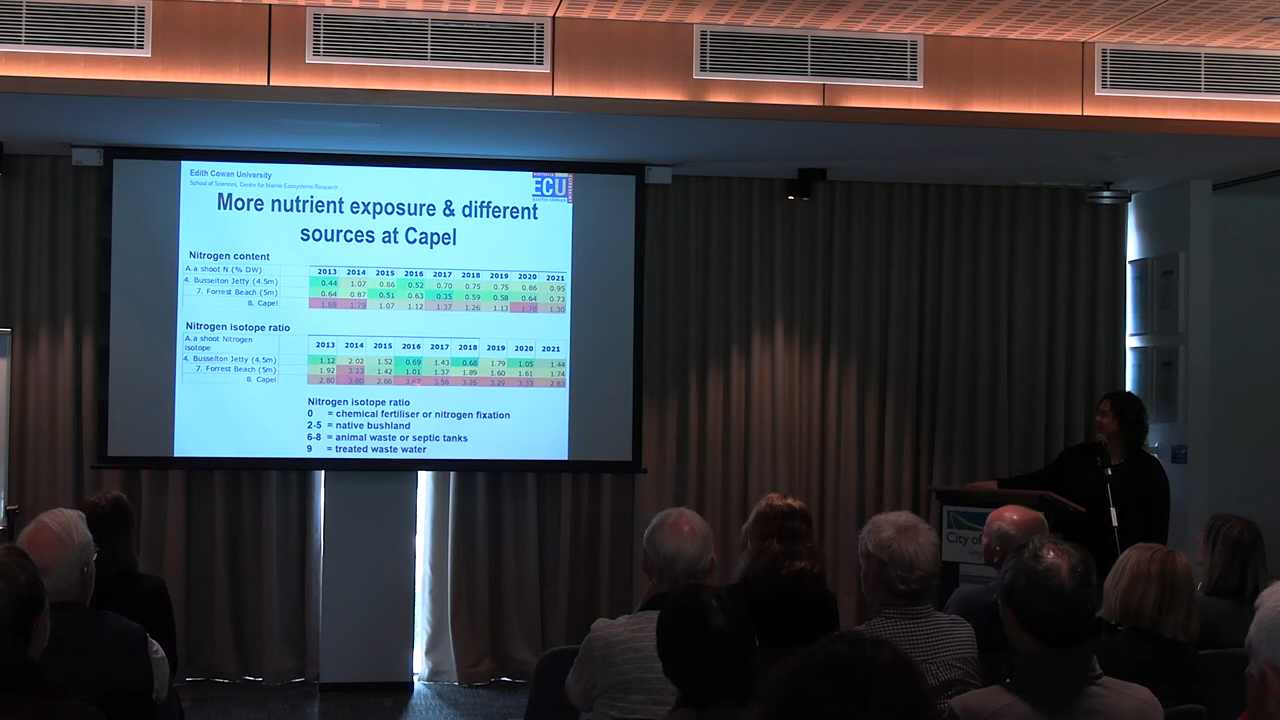 Edith Cowan University
School of Sciences, Centre for Marine Ecosystems Research
ECU
EDITH COWAN
More nutrient exposure & different
sources at Capel
Nitrogen content
A.a shoot N (% DW) 2013 2014 2015 2016 2017 2018 2019 2020 2021
4. Busselton Jetty (4.5m) 0.44 1.07 0.86 0.52 0.70 0.75 0.75 0.86 0.95
7. Forrest Beach (5m) 0.64 0.87 0.51 0.63 0.35 0.59 0.58 0.64 0.73
8. Capel 1.88 1.79 1.07 1.12 1.37 1.26 1.13 1.78 1.30
Nitrogen isotope ratio
A.a shoot Nitrogen
isotope 2013 2014 2015 2016 2017 2018 2019 2020 2021
4. Busselton Jetty (4.5m) 1.12 2.02 1.52 0.69 1.43 0.68 1.79 1.05 1.44
7. Forrest Beach (5m) 1.92 3.23 1.42 1.01 1.37 1.89 1.60 1.61 1.74
8. Capel 2.80 3.80 2.86 3.67 3.56 3.26 3.29 3.33 2.83
Nitrogen isotope ratio
0 = chemical fertiliser or nitrogen fixation
2-5 = native bushland
6-8 = animal waste or septic tanks
9 = treated waste water
City of